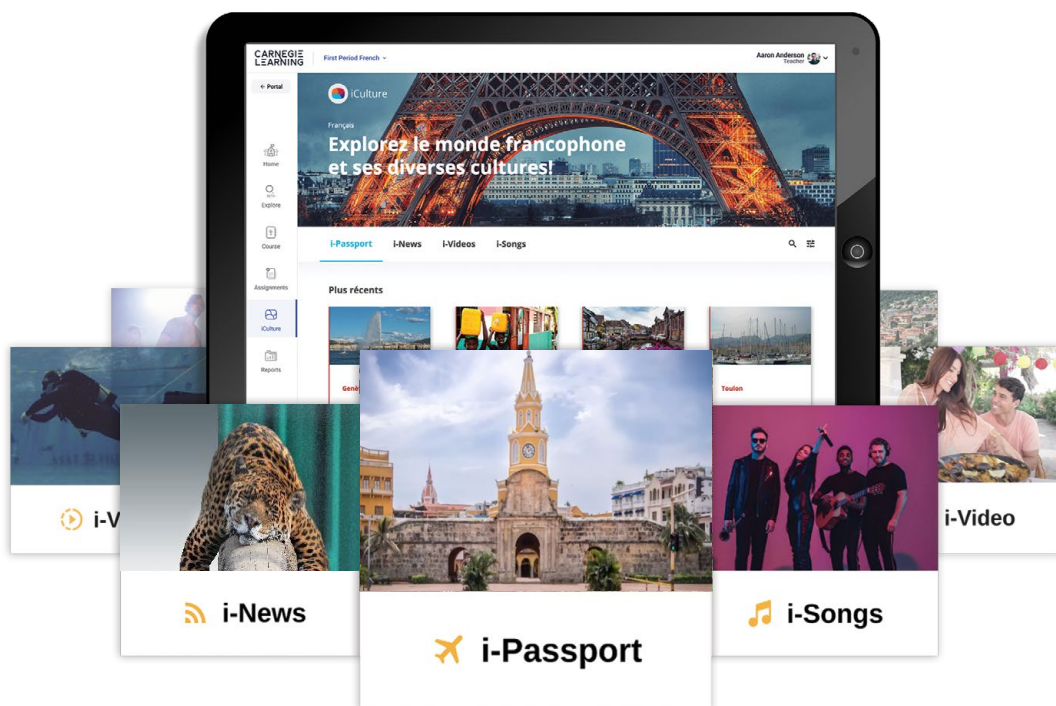 CARNEGIE
LEARNING
First Period French
Aaron Anderson
Teacher
← Portal
iCulture
Français
Explorez le monde francophone
et ses diverses cultures!
Home
Explore
Course
Assignments
iCulture
Reports
i-Passport
i-News
i-Videos
i-Songs
Plus récents
Genè
Toulon
i-V
i-Video
i-News
i-Songs
i-Passport